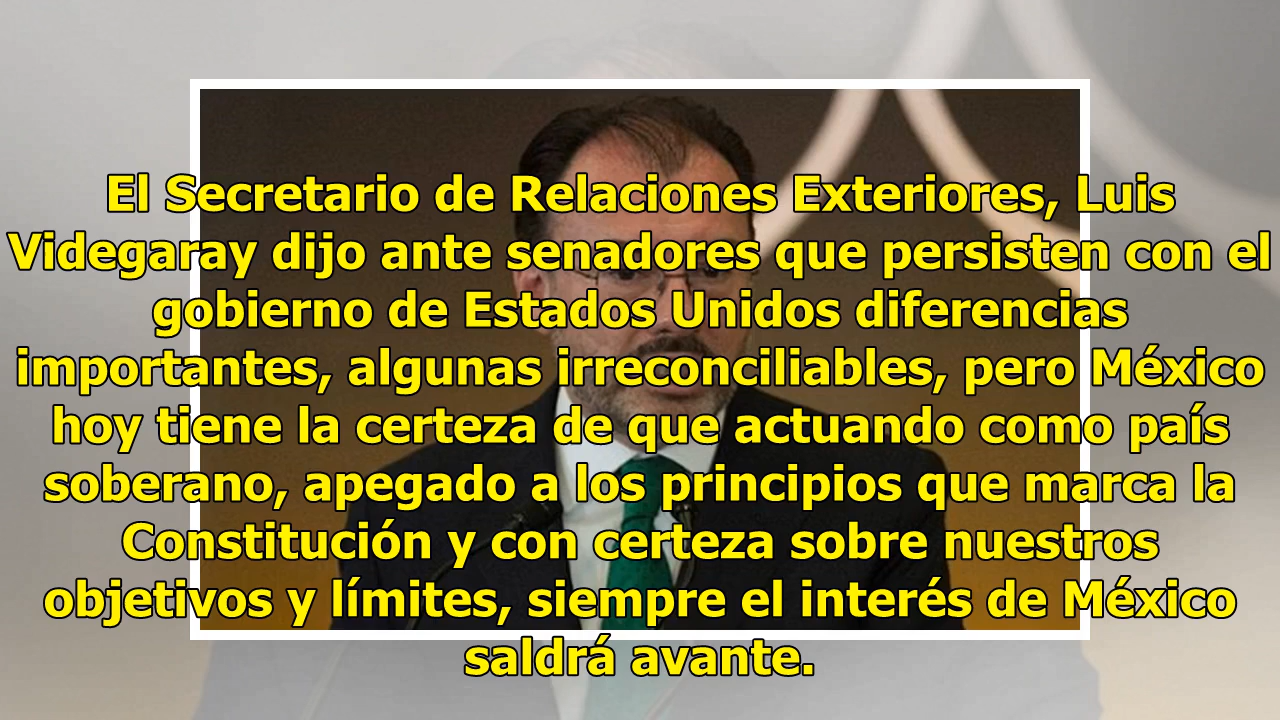 El Secretario de Relaciones Exteriores, Luis
Videgaray dijo ante senadores que persisten con el
gobierno de Estados Unidos diferencias
importantes, algunas irreconciliables, pero México
hoy tiene la certeza de que actuando como país
soberano, apegado a los principios que marca la
Constitución y con certeza sobre nuestros
objetivos y límites, siempre el interés de México
saldrá avante.